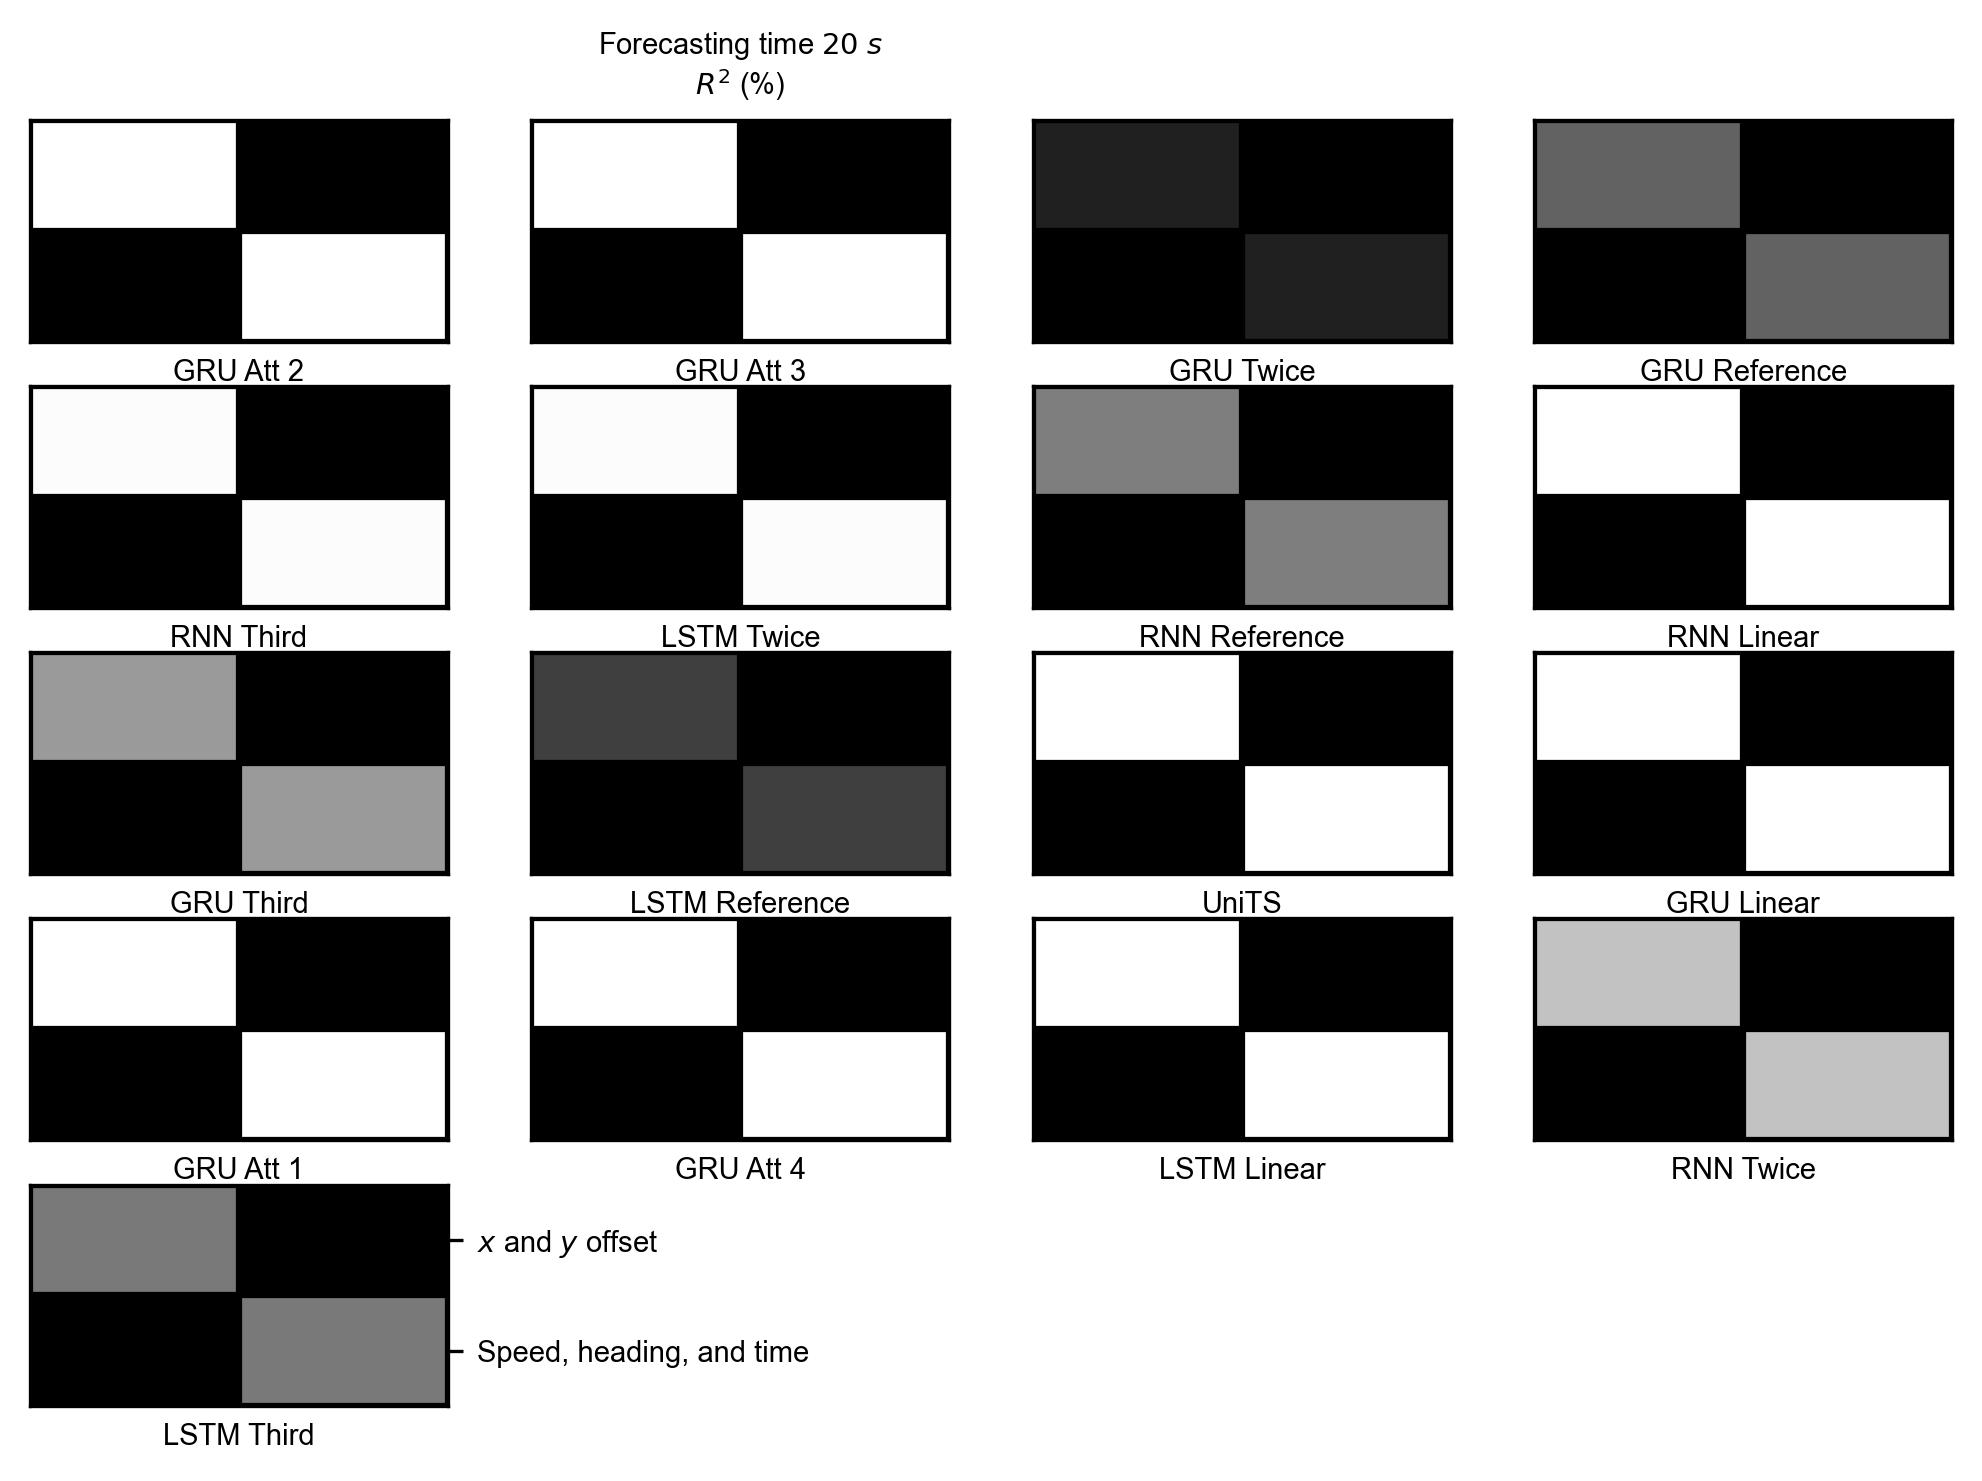 Forecasting time 20 s
R² (%)
GRU Att 2
GRU Att 3
GRU Twice
GRU Reference
RNN Third
LSTM Twice
RNN Reference
RNN Linear
GRU Third
LSTM Reference
UniTS
GRU Linear
GRU Att 1
GRU Att 4
LSTM Linear
RNN Twice
x and y offset
Speed, heading, and time
LSTM Third